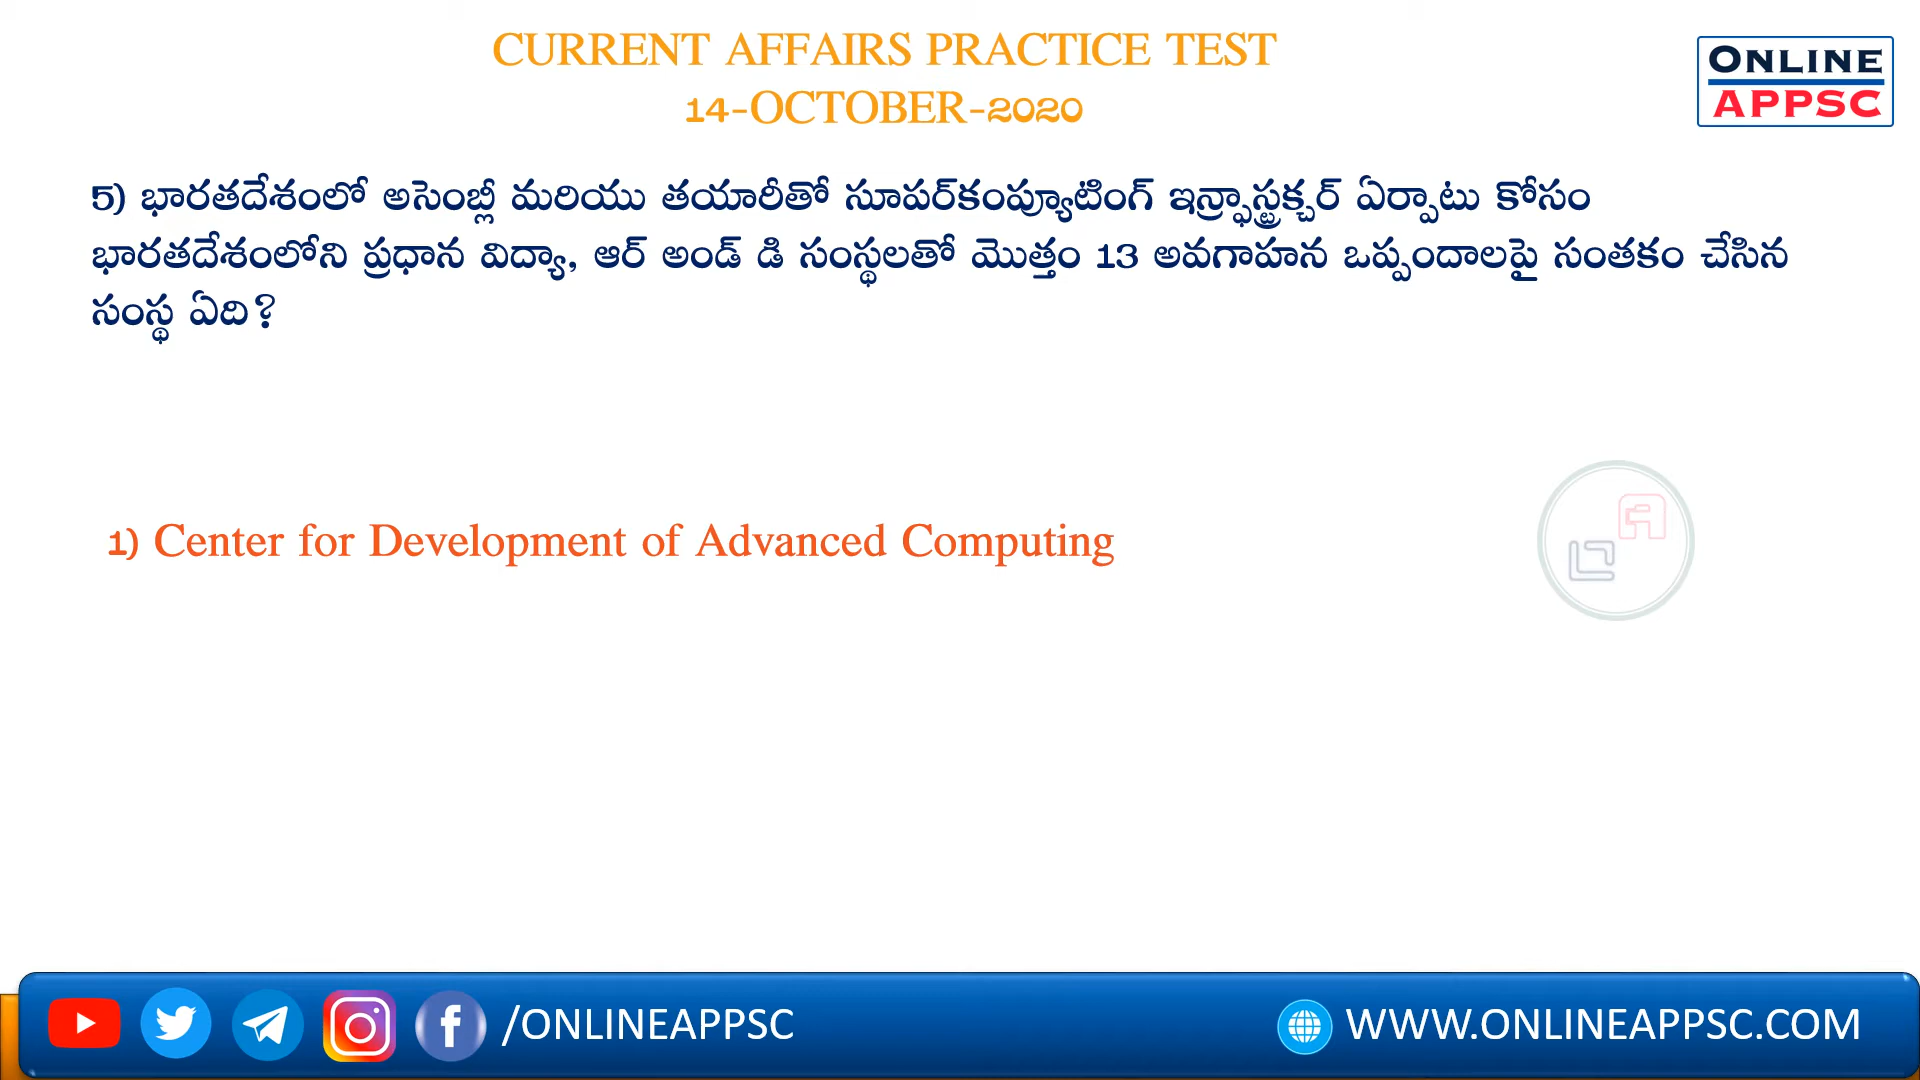 CURRENT AFFAIRS PRACTICE TEST
14-OCTOBER-2020
ONLINE
APPSC
5) భారతదేశంలో అసెంబ్లీ మరియు తయారీతో సూపర్‌కంప్యూటింగ్ ఇన్ఫ్రాస్ట్రక్చర్ ఏర్పాటు కోసం
భారతదేశంలోని ప్రధాన విద్యా, ఆర్ అండ్ డి సంస్థలతో మొత్తం 13 అవగాహన ఒప్పందాలపై సంతకం చేసిన
సంస్థ ఏది?
1) Center for Development of Advanced Computing
/ONLINEAPPSC
WWW.ONLINEAPPSC.COM